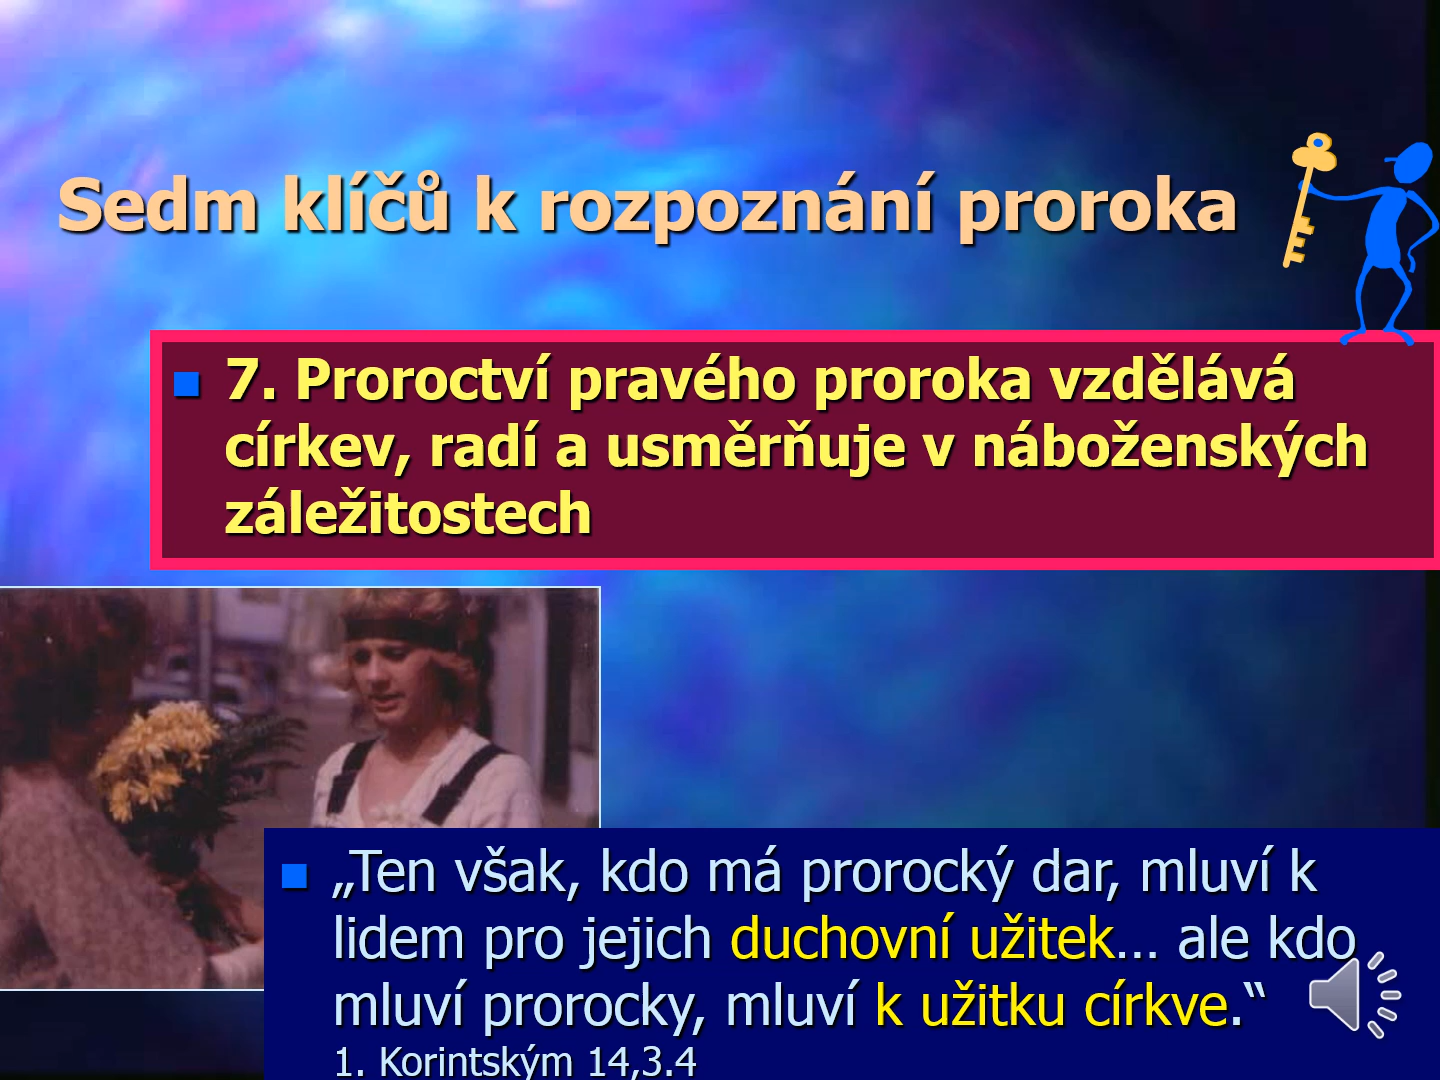 Sedm klíčů k rozpoznání proroka
7. Proroctví pravého proroka vzdělává
církev, radí a usměrňuje v náboženských
záležitostech
„Ten však, kdo má prorocký dar, mluví k
lidem pro jejich duchovní užitek… ale kdo
mluví prorocky, mluví k užitku církve.“
1. Korintským 14,3.4